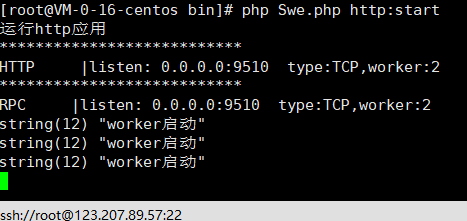 [root@VM-0-16-centos bin]# php Swe.php http:start
运行http应用
***************************
HTTP |listen: 0.0.0.0:9510 type:TCP,worker:2
***************************
RPC |listen: 0.0.0.0:9510 type:TCP,worker:2
string(12) "worker启动"
string(12) "worker启动"
string(12) "worker启动"
ssh://root@123.207.89.57:22